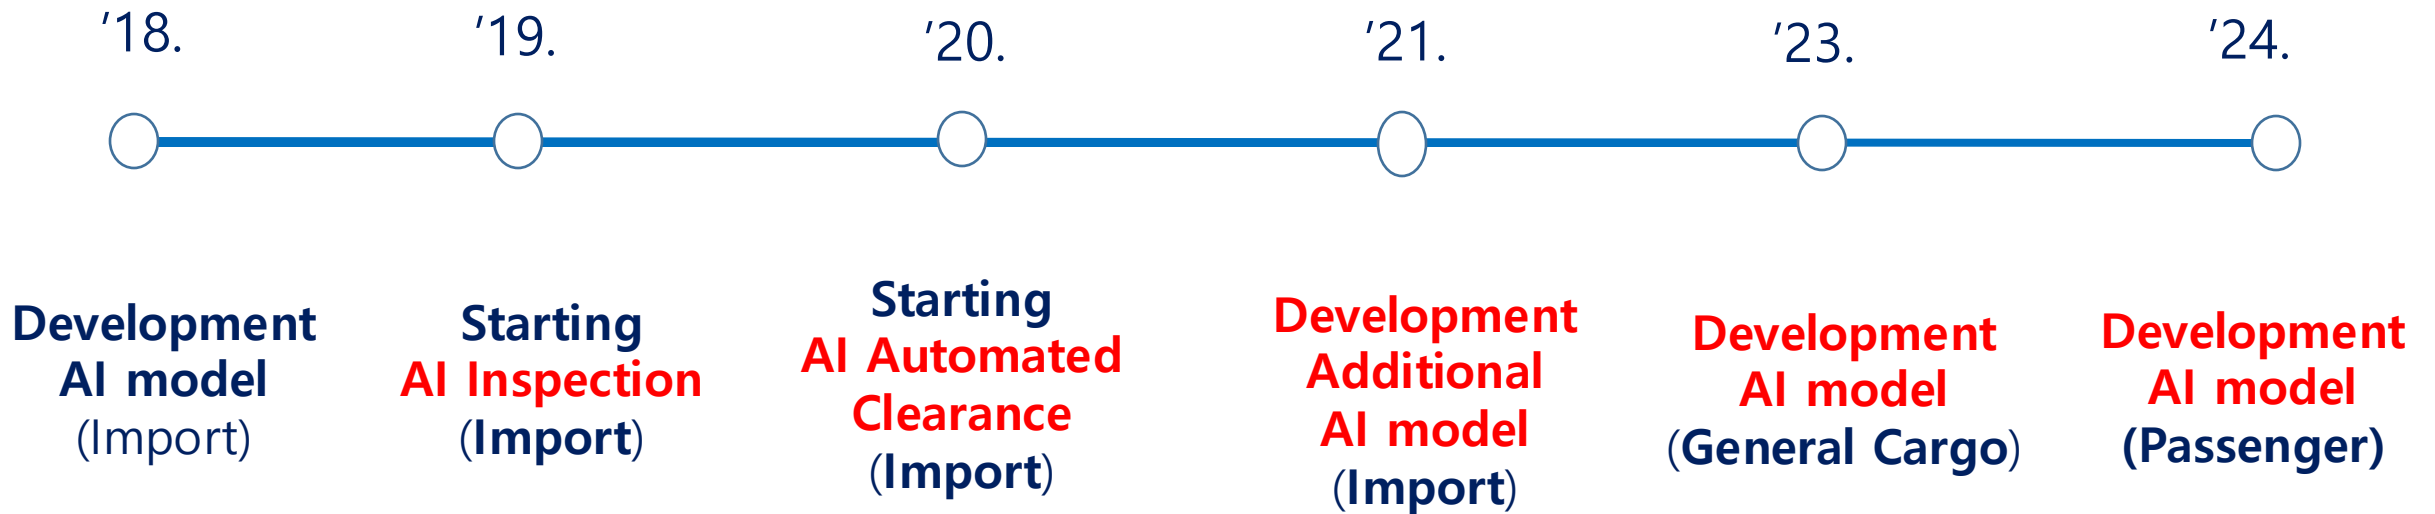 ’18.
’19.
’20.
’21.
’23.
’24.
Development
AI model
(Import)
Starting
AI Inspection
(Import)
Starting
AI Automated
Clearance
(Import)
Development
Additional
AI model
(Import)
Development
AI model
(General Cargo)
Development
AI model
(Passenger)